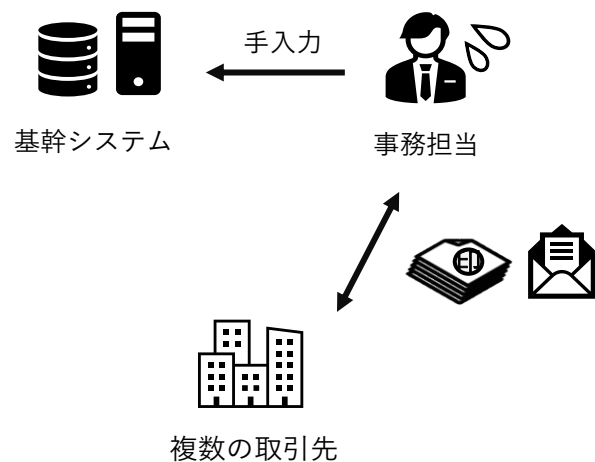 手入力
基幹システム
事務担当
印
複数の取引先